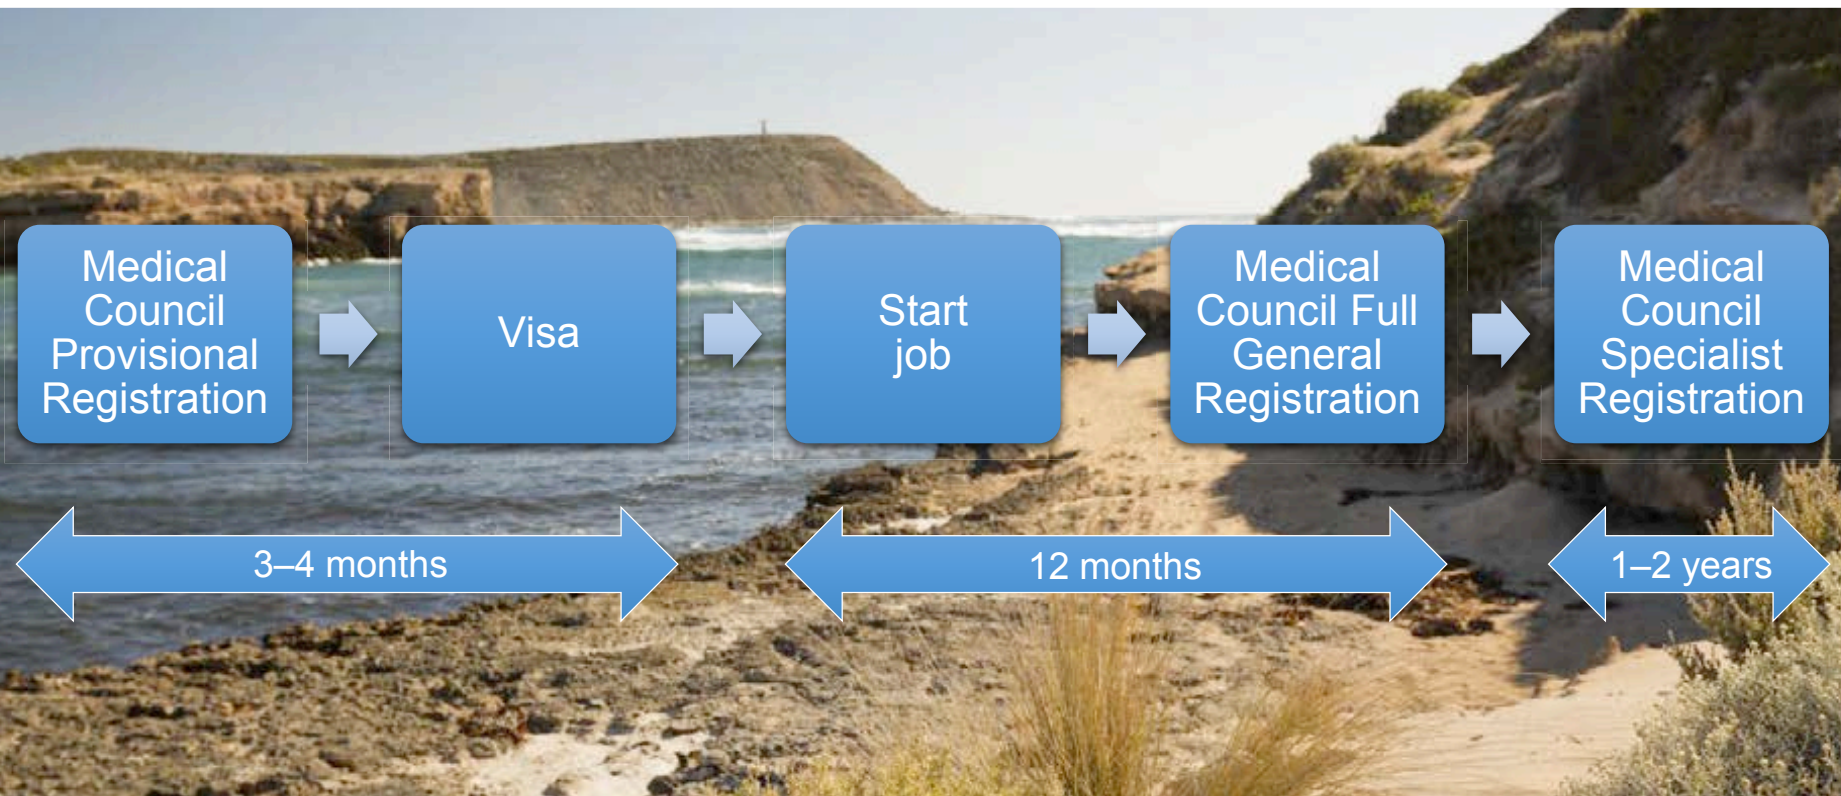 Medical
Council
Provisional
Registration
Visa
Start
job
Medical
Council Full
General
Registration
Medical
Council
Specialist
Registration
3–4 months
12 months
1–2 years